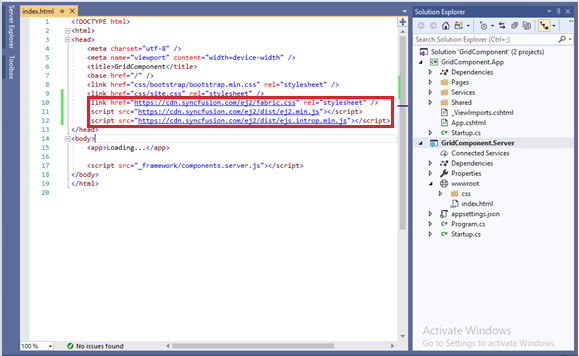 Server Explorer
Toolbox
index.html
1 <!DOCTYPE html>
2 <html>
3 <head>
4 <meta charset="utf-8" />
5 <meta name="viewport" content="width=device-width" />
6 <title>GridComponent</title>
7 <base href="/" />
8 <link href="css/bootstrap/bootstrap.min.css" rel="stylesheet" />
9 <link href="css/site.css" rel="stylesheet" />
10 link href="https://cdn.syncfusion.com/ej2/fabric.css" rel="stylesheet" />
11 script src="https://cdn.syncfusion.com/ej2/dist/ej2.min.js"></script>
12 script src="https://cdn.syncfusion.com/ej2/dist/ejs.introp.min.js"></script>
13 </head>
14 <body>
15 <app>Loading...</app>
16
17 <script src="_framework/components.server.js"></script>
18 </body>
19 </html>
20
100 %
No issues found
Solution Explorer
Search Solution Explorer (Ctrl+;)
Solution 'GridComponent' (2 projects)
GridComponent.App
Dependencies
Pages
Services
Shared
_ViewImports.cshtml
App.cshtml
C# Startup.cs
GridComponent.Server
Connected Services
Dependencies
Properties
wwwroot
css
index.html
appsettings.json
C# Program.cs
C# Startup.cs
Activate Windows
Go to Settings to activate Windows.